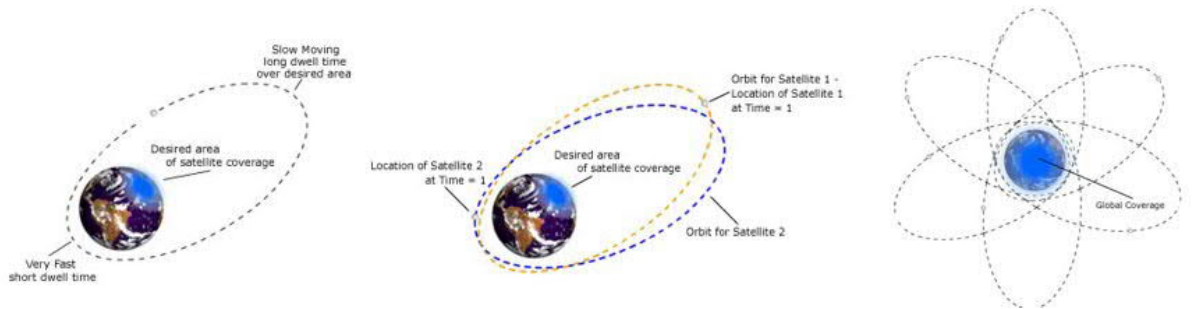 Slow Moving
long dwell time
over desired area
Desired area
of satellite coverage
Very Fast
short dwell time
Orbit for Satellite 1 -
Location of Satellite 1
at Time = 1
Location of Satellite 2
at Time = 1
Desired area
of satellite coverage
Orbit for Satellite 2
Global Coverage